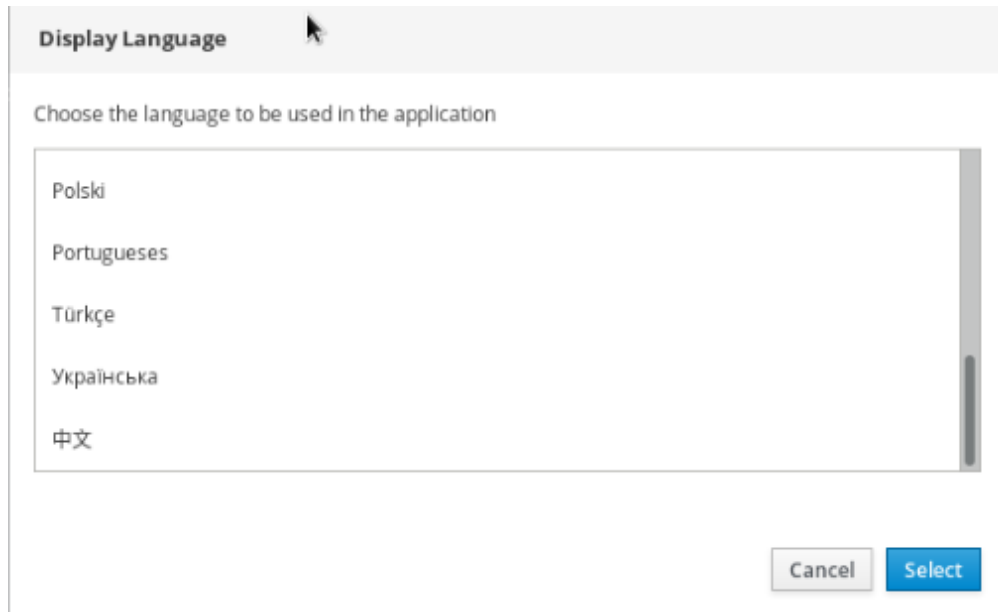 Display Language
Choose the language to be used in the application
Polski
Portugueses
Türkçe
Українська
中文
Cancel Select